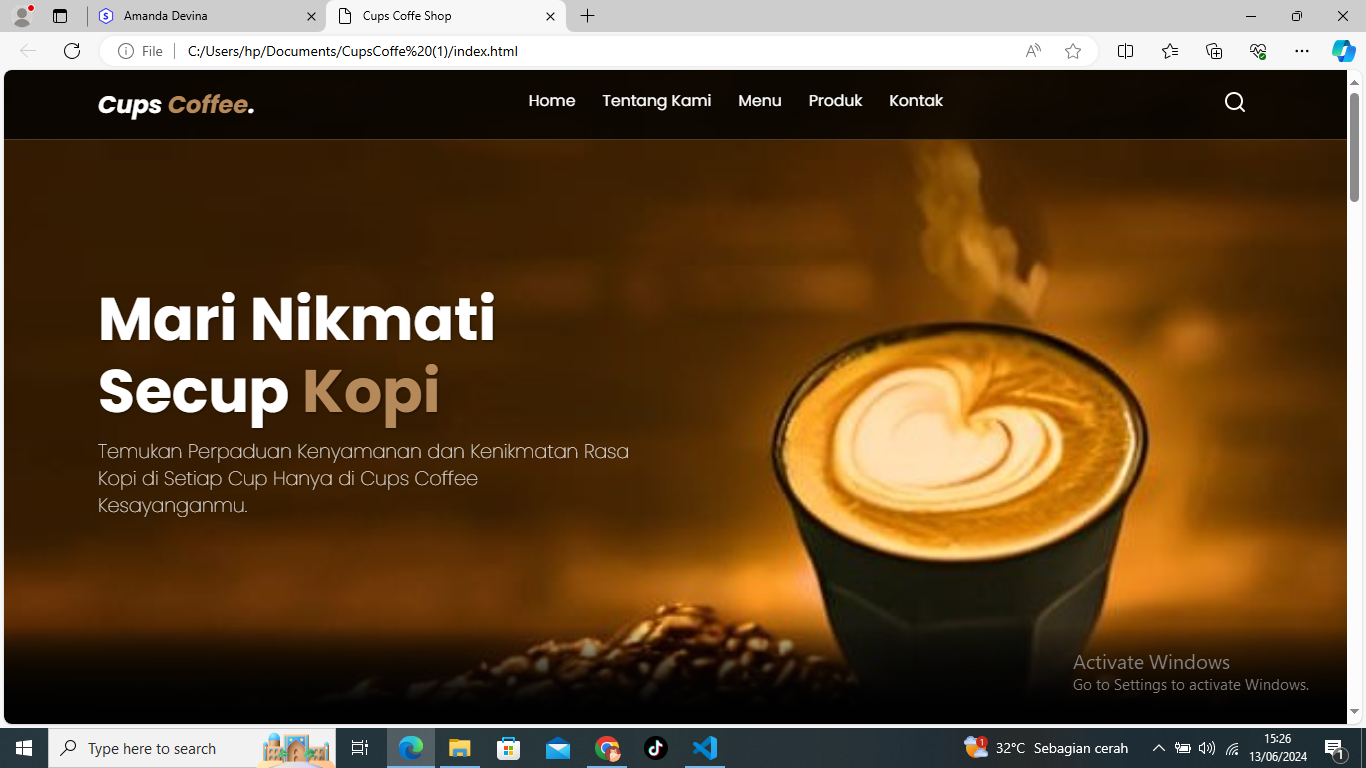 Amanda Devina
Cups Coffe Shop
File
C:/Users/hp/Documents/CupsCoffe%20(1)/index.html
Cups Coffee.
Home
Tentang Kami
Menu
Produk
Kontak
Mari Nikmati
Secup Kopi
Temukan Perpaduan Kenyamanan dan Kenikmatan Rasa
Kopi di Setiap Cup Hanya di Cups Coffee
Kesayanganmu.
Activate Windows
Go to Settings to activate Windows.
Type here to search
1
32°C Sebagian cerah
15:26
13/06/2024
1